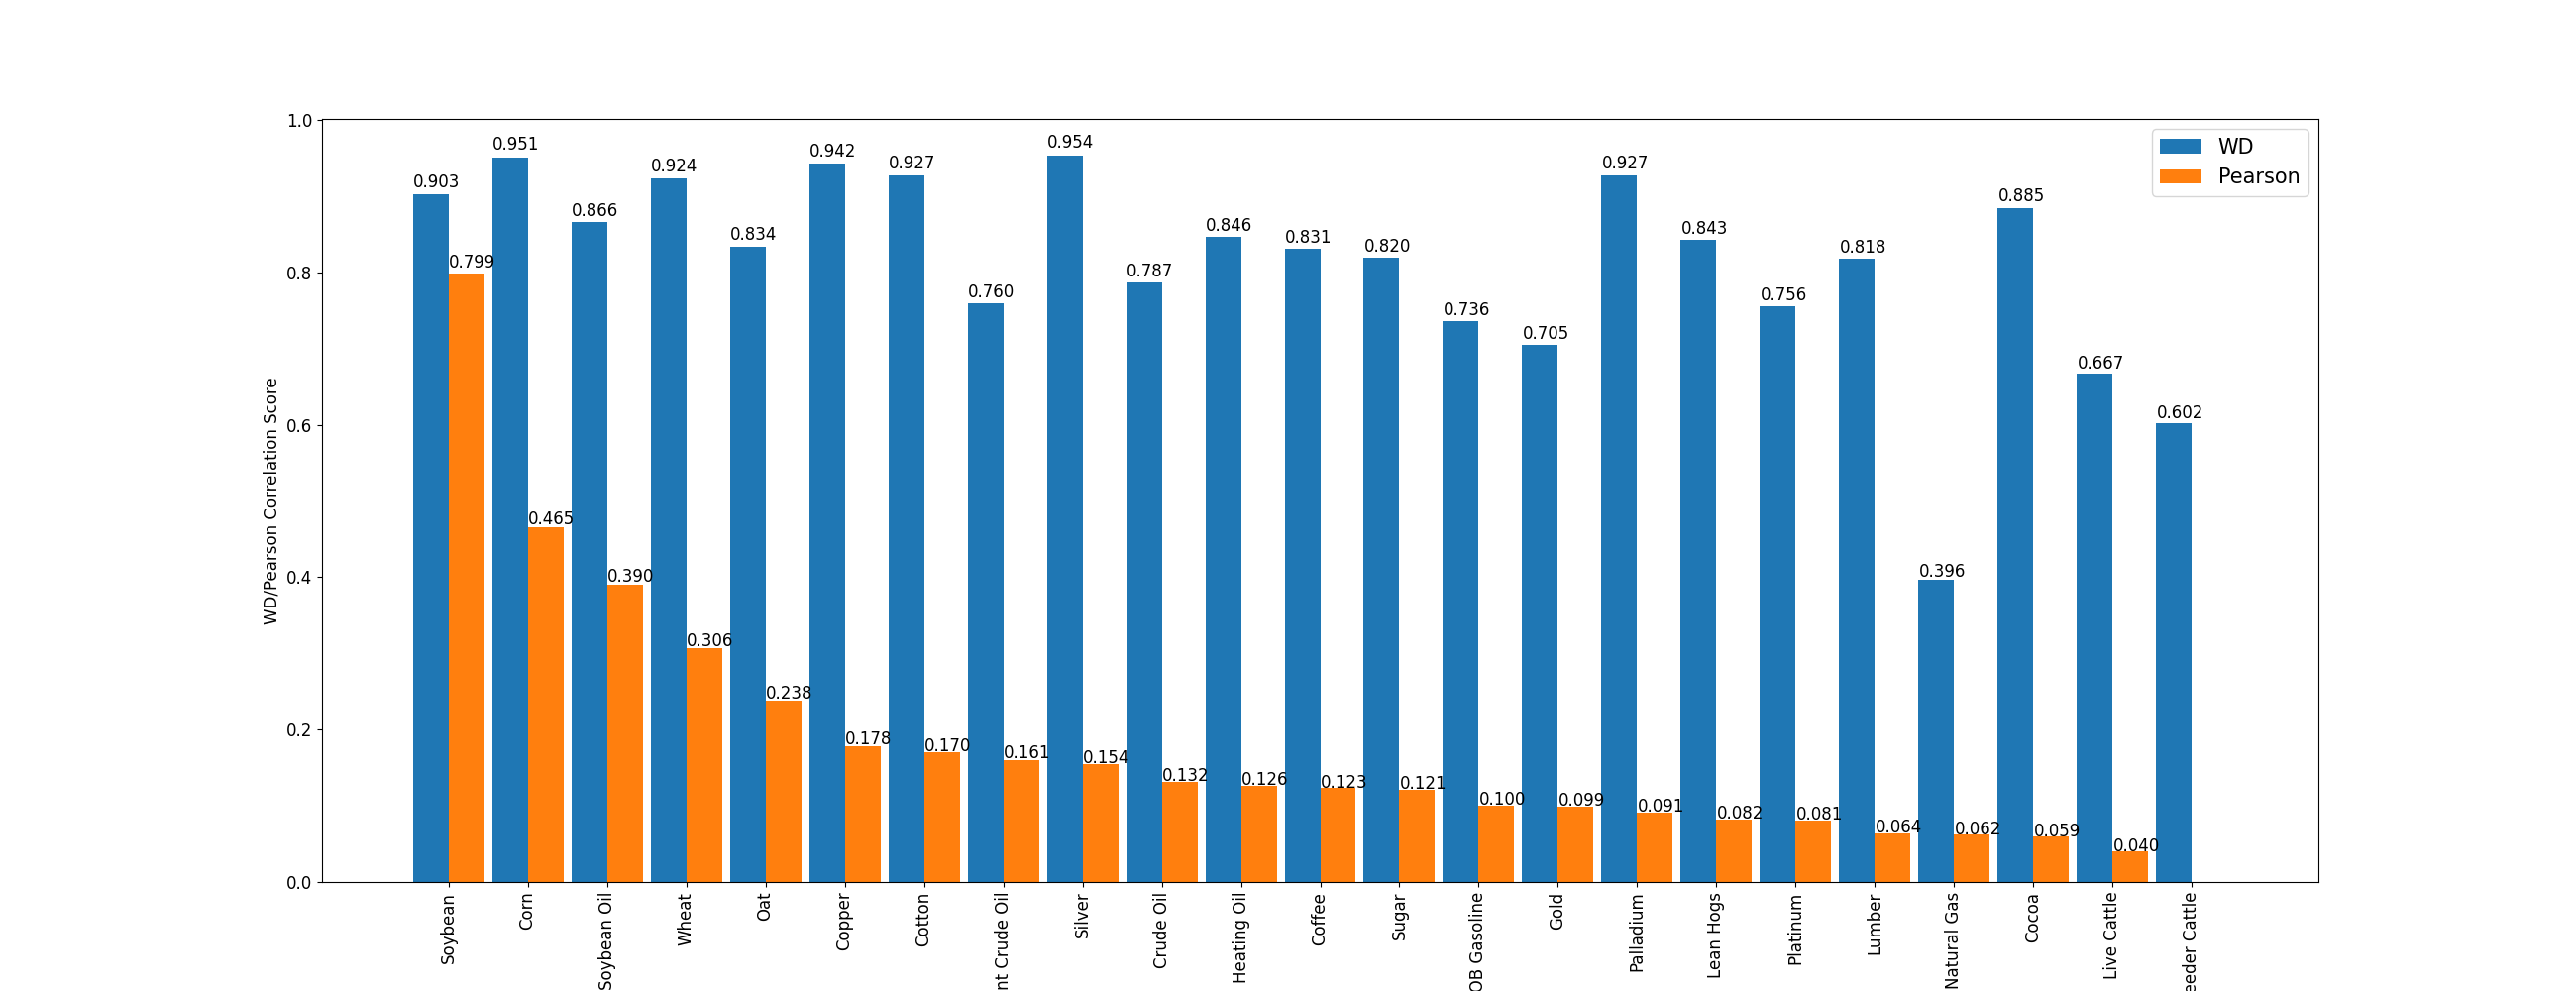 WD
Pearson
WD/Pearson Correlation Score
1.0
0.8
0.6
0.4
0.2
0.0
0.903
0.799
0.951
0.465
0.866
0.390
0.924
0.306
0.834
0.238
0.942
0.178
0.927
0.170
0.760
0.161
0.954
0.154
0.787
0.132
0.846
0.126
0.831
0.123
0.820
0.121
0.736
0.100
0.705
0.099
0.927
0.091
0.843
0.082
0.756
0.081
0.818
0.064
0.396
0.062
0.885
0.059
0.667
0.040
0.602
Soybean
Corn
Soybean Oil
Wheat
Oat
Copper
Cotton
nt Crude Oil
Silver
Crude Oil
Heating Oil
Coffee
Sugar
OB Gasoline
Gold
Palladium
Lean Hogs
Platinum
Lumber
Natural Gas
Cocoa
Live Cattle
eeder Cattle